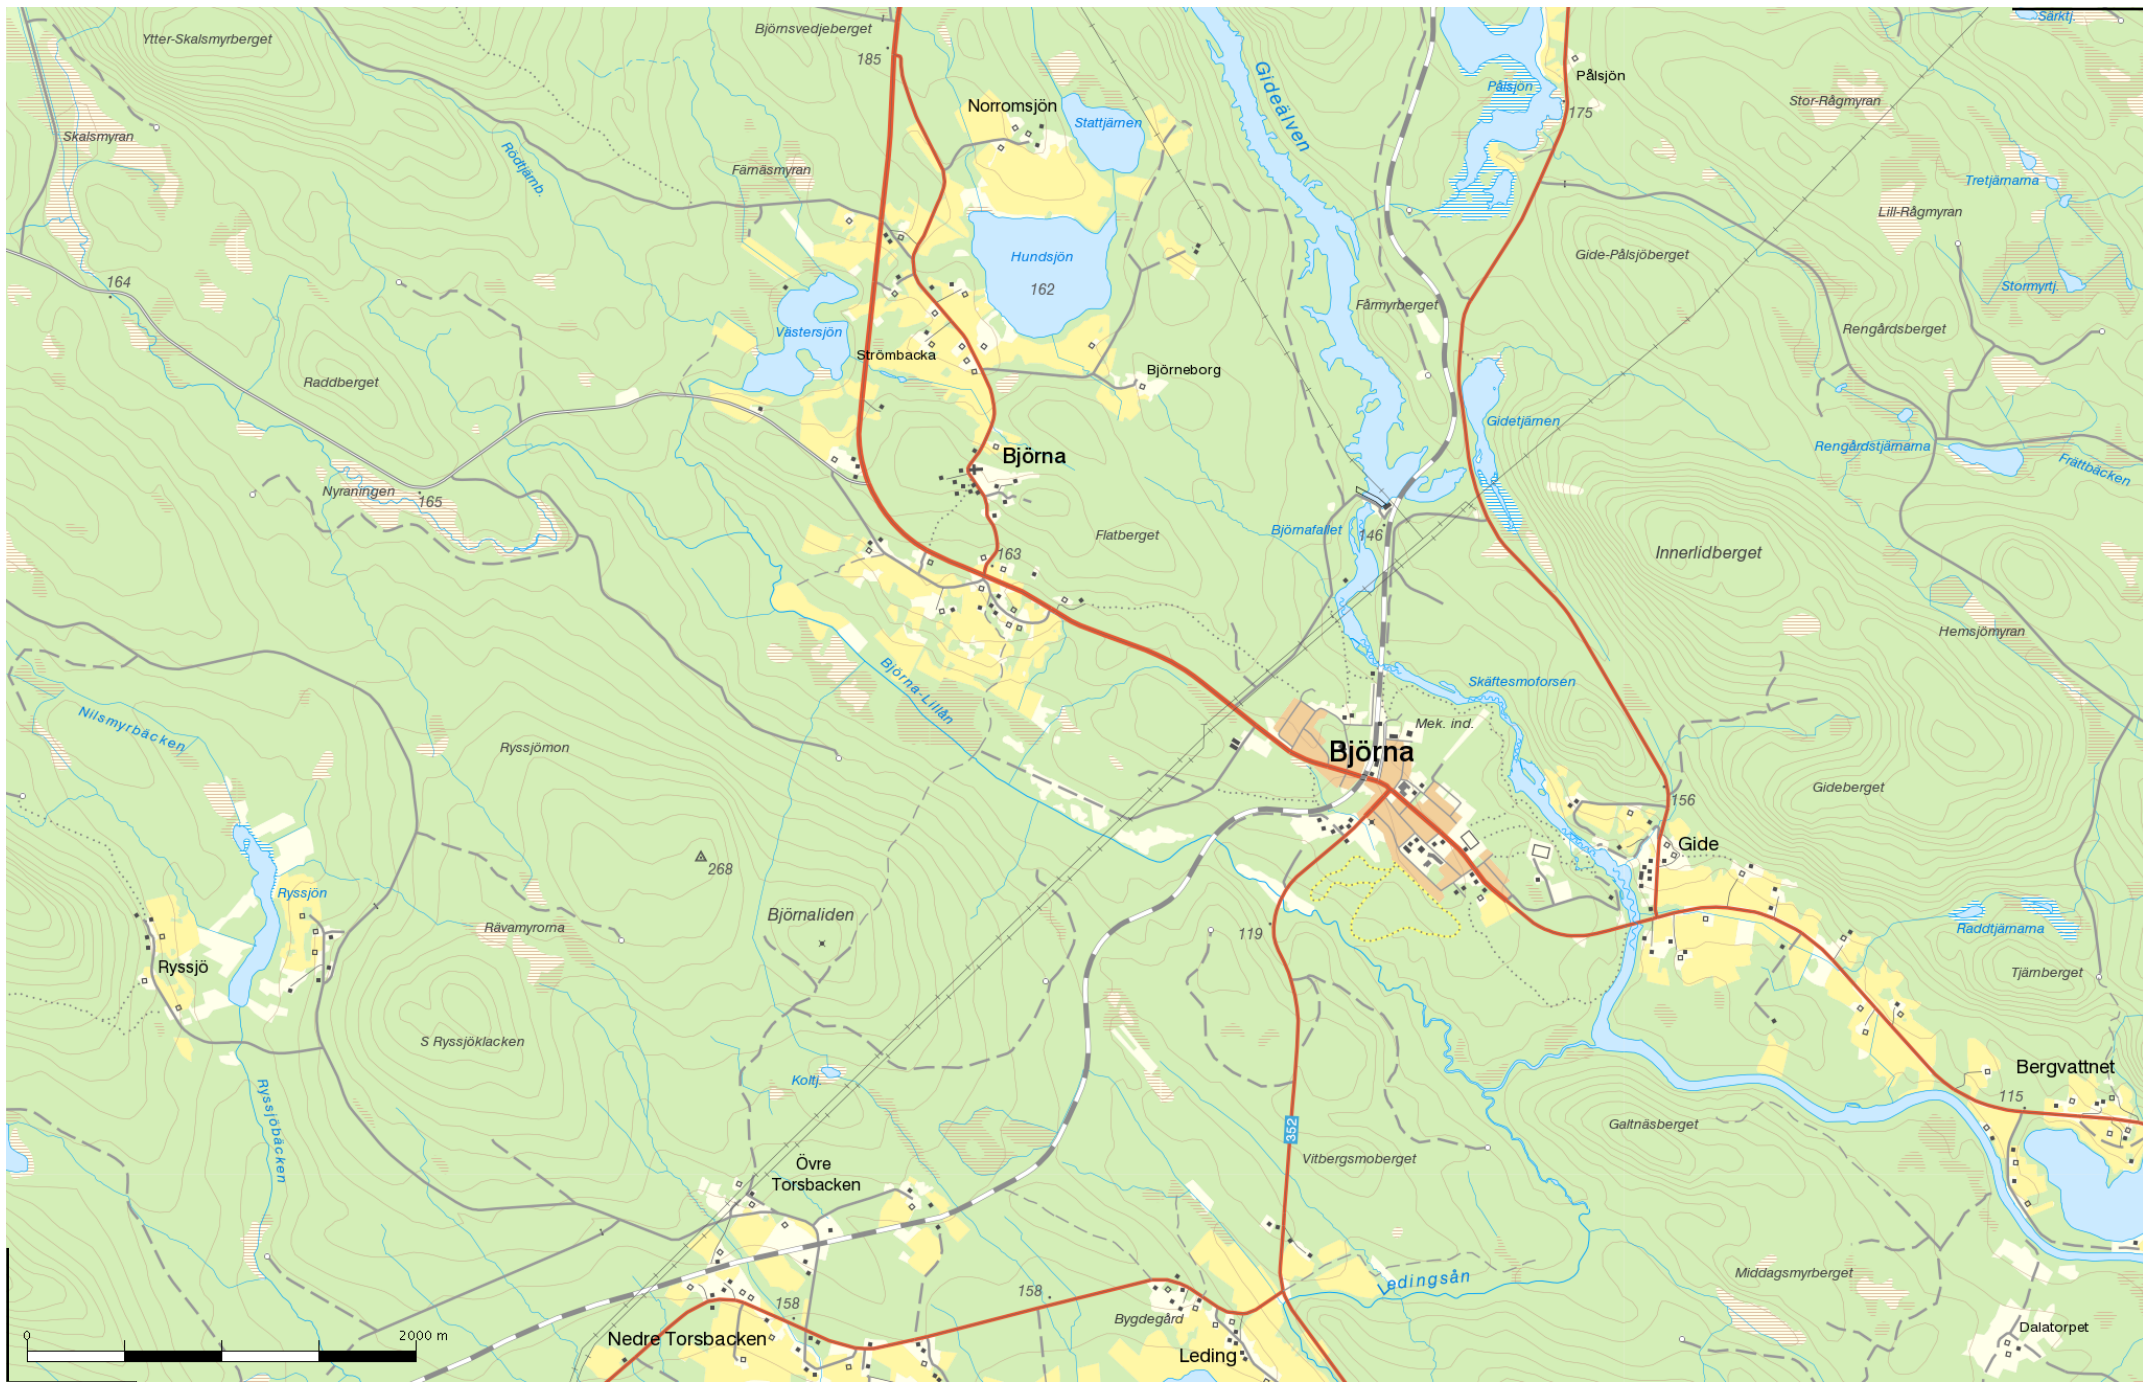 Särktj.
Björnsvedjeberget
Ytter-Skalsmyrberget
185
Gideälven
Pålsjön
Pålsjön
Norromsjön
Stor-Rågmyran
175
Stattjärnen
Skalsmyran
Rödtjärnb.
Färnäsmyran
Tretjärnarna
Lill-Rågmyran
Hundsjön
Gide-Pålsjöberget
164
162
Stormyrtj.
Fårmyrberget
Västersjön
Rengårdsberget
Strömbacka
Björneborg
Raddberget
Gidetjärnen
Rengårdstjärnarna
Björna
Frättbäcken
Nyraningen
165
Björnafallet
146
Flatberget
163
Innerlidberget
Hemsjömyran
Björna-Lillån
Skäftesmoforsen
Nilsmyrbäcken
Mek. ind.
Ryssjömon
Björna
Gideberget
156
Gide
268
Ryssjön
Björnaliden
Rävamyrorna
119
Raddtjärnarna
Ryssjö
Tjärnberget
S Ryssjöklacken
Bergvattnet
Koltj.
115
Ryssjöbäcken
352
Galtnäsberget
Övre
Torsbacken
Vitbergsmoberget
Ledingsån
Middagsmyrberget
158
158
Bygdegård
Dalatorpet
0
2000 m
Nedre Torsbacken
Leding